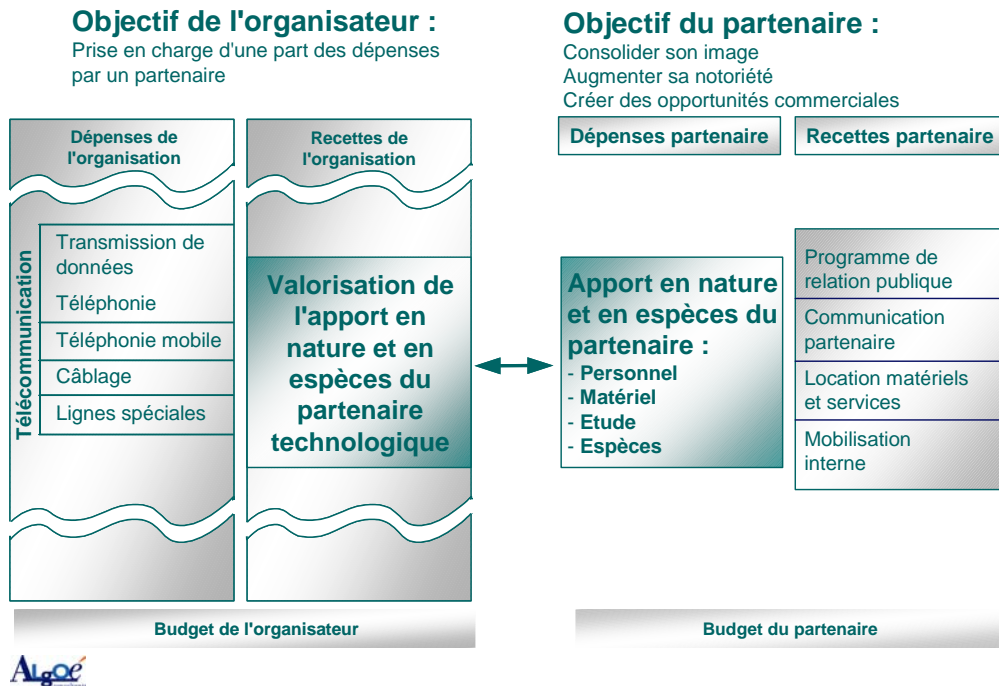 Objectif de l'organisateur :
Prise en charge d'une part des dépenses
par un partenaire
Objectif du partenaire :
Consolider son image
Augmenter sa notoriété
Créer des opportunités commerciales
Dépenses de
l'organisation
Recettes de
l'organisation
Dépenses partenaire
Recettes partenaire
Télécommunication
Transmission de
données
Téléphonie
Téléphonie mobile
Câblage
Lignes spéciales
Valorisation de
l'apport en
nature et en
espèces du
partenaire
technologique
Apport en nature
et en espèces du
partenaire :
- Personnel
- Matériel
- Etude
- Espèces
Programme de
relation publique
Communication
partenaire
Location matériels
et services
Mobilisation
interne
Budget de l'organisateur
Budget du partenaire
ALgoé